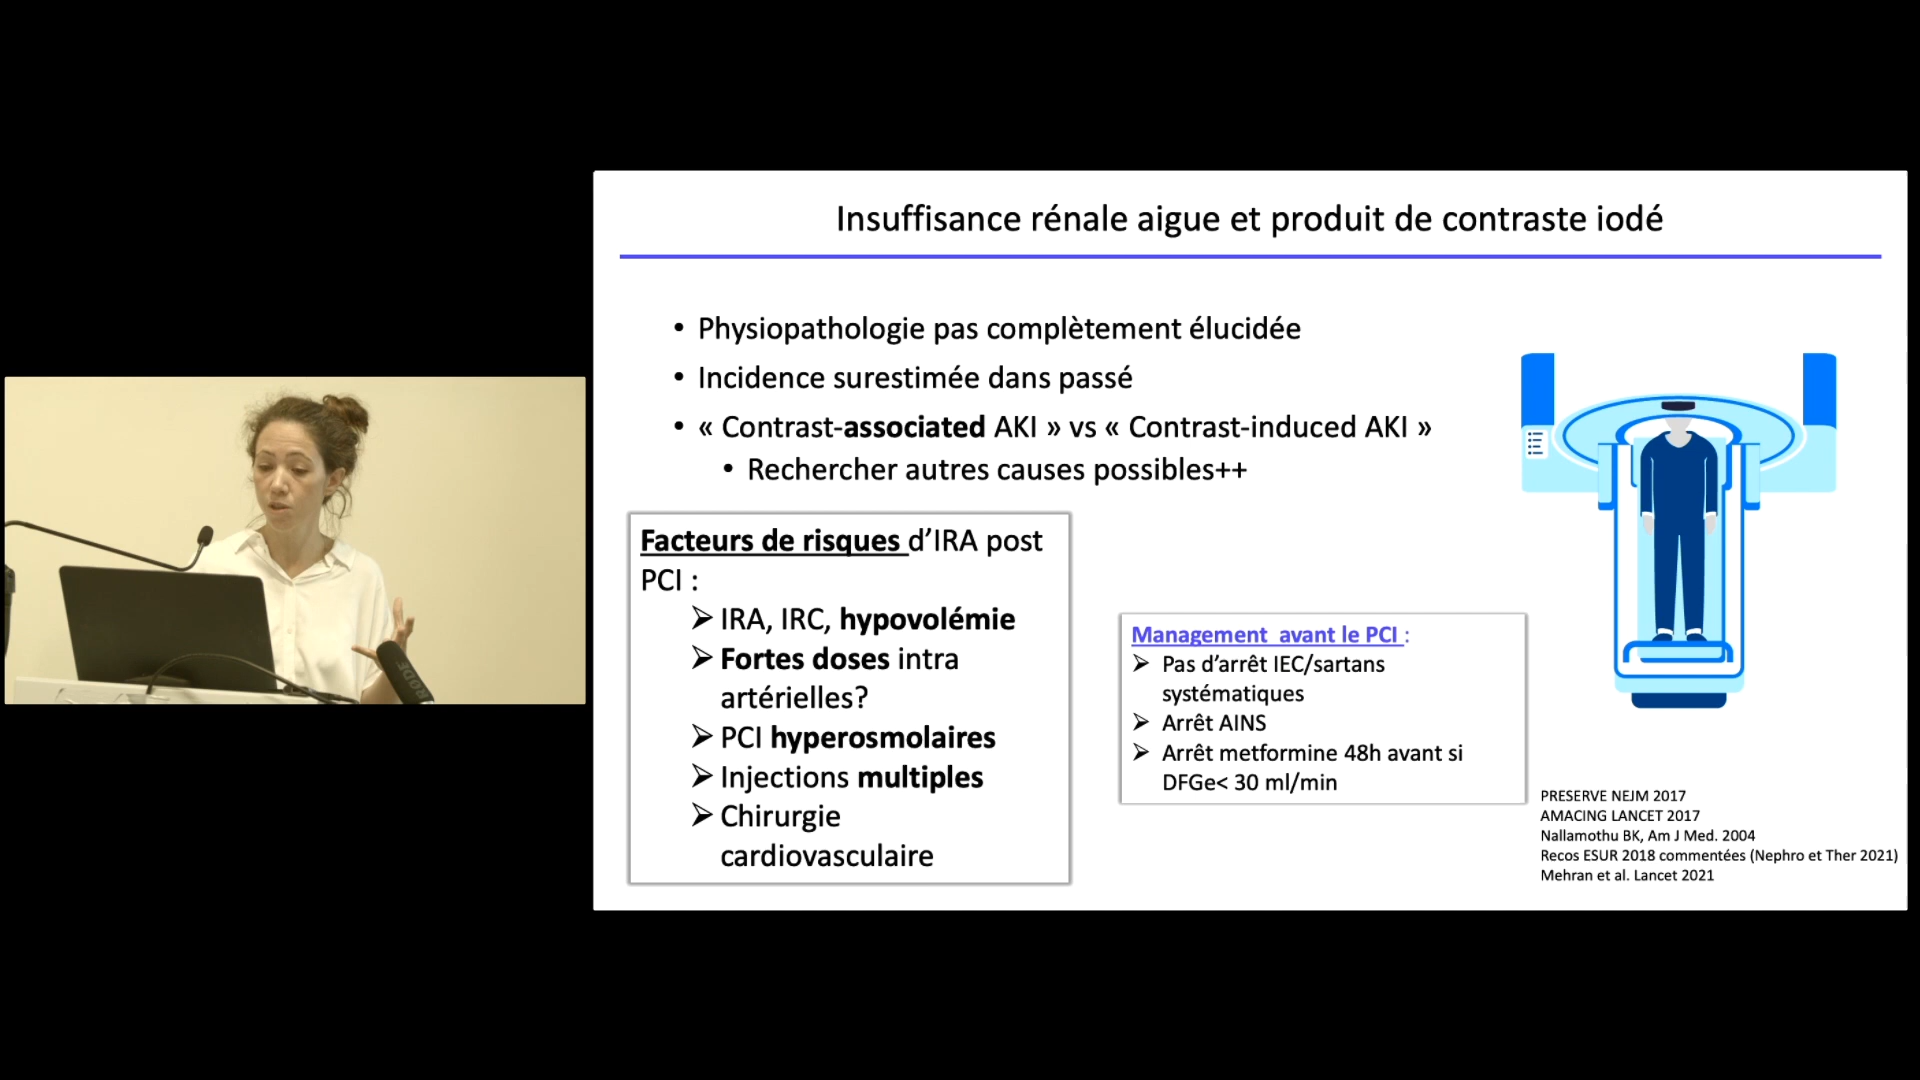 Insuffisance rénale aigue et produit de contraste iodé
• Physiopathologie pas complètement élucidée
• Incidence surestimée dans passé
• « Contrast-associated AKI » vs « Contrast-induced AKI »
• Rechercher autres causes possibles++
Facteurs de risques d’IRA post
PCI :
➢ IRA, IRC, hypovolémie
➢ Fortes doses intra
artérielles?
➢ PCI hyperosmolaires
➢ Injections multiples
➢ Chirurgie
cardiovasculaire
Management avant le PCI :
➢ Pas d’arrêt IEC/sartans
systématiques
➢ Arrêt AINS
➢ Arrêt metformine 48h avant si
DFGe< 30 ml/min
PRESERVE NEJM 2017
AMACING LANCET 2017
Nallamothu BK, Am J Med. 2004
Recos ESUR 2018 commentées (Nephro et Ther 2021)
Mehran et al. Lancet 2021
RØDE